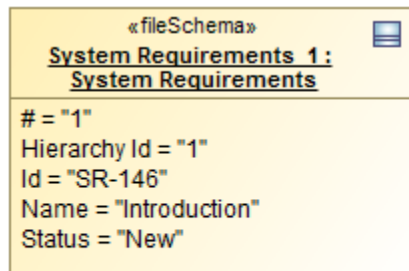 «fileSchema»
System Requirements 1 :
System Requirements
# = "1"
Hierarchy Id = "1"
Id = "SR-146"
Name = "Introduction"
Status = "New"